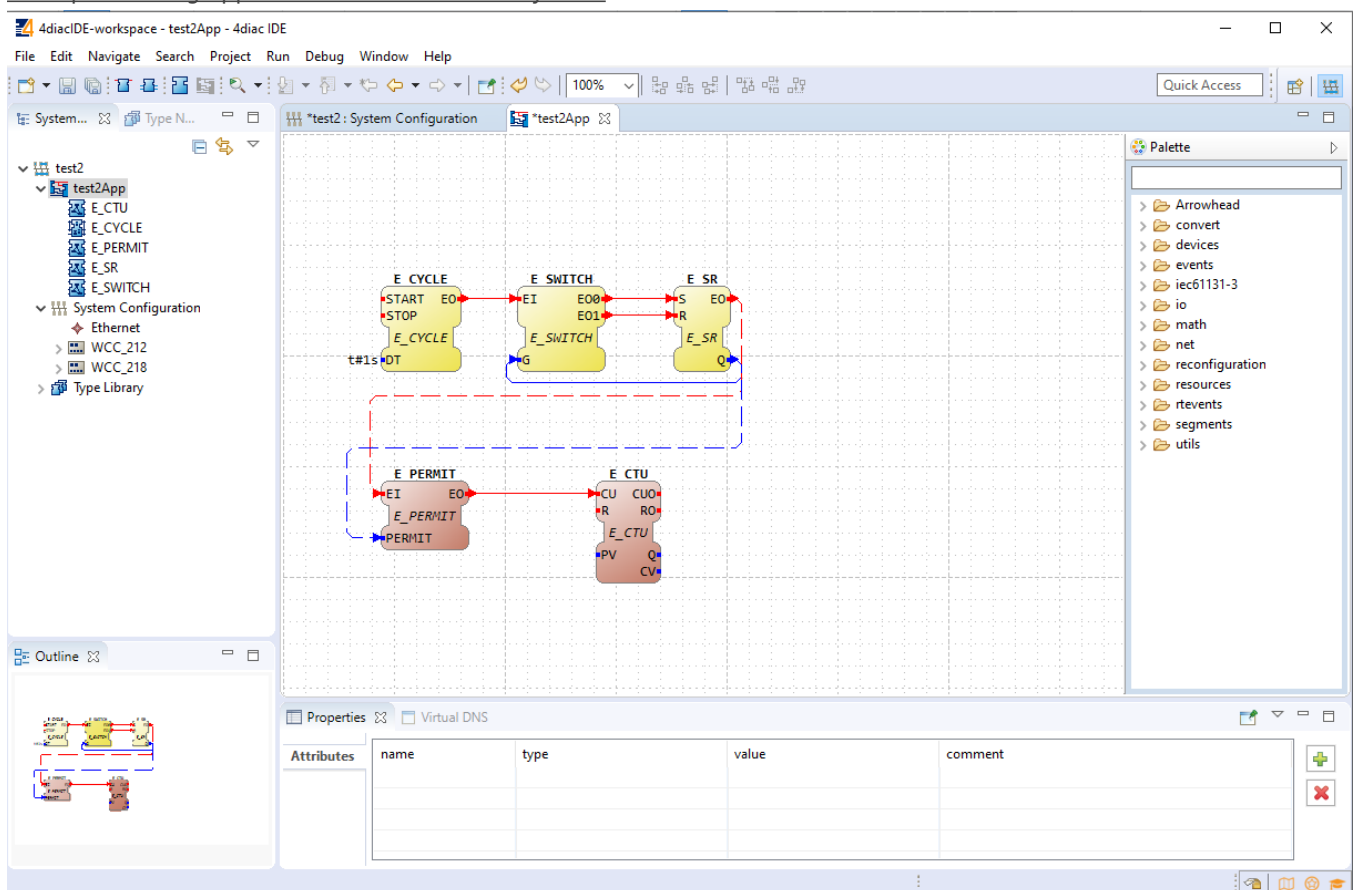 4diacIDE-workspace - test2App - 4diac IDE
File Edit Navigate Search Project Run Debug Window Help
100%
Quick Access
System...
Type N...
*test2 : System Configuration
*test2App
test2
test2App
E_CTU
E_CYCLE
E_PERMIT
E_SR
E_SWITCH
System Configuration
Ethernet
WCC_212
WCC_218
Type Library
E_CYCLE
START EO
STOP
E_CYCLE
t#1s DT
E_SWITCH
EI EO0
EO1
E_SWITCH
G
E_SR
S EO
R
E_SR
Q
E_PERMIT
EI EO
E_PERMIT
PERMIT
E_CTU
CU CUO
R RO
E_CTU
PV Q
CV
Palette
Arrowhead
convert
devices
events
iec61131-3
io
math
net
reconfiguration
resources
rtevents
segments
utils
Outline
Properties
Virtual DNS
Attributes
name type value comment